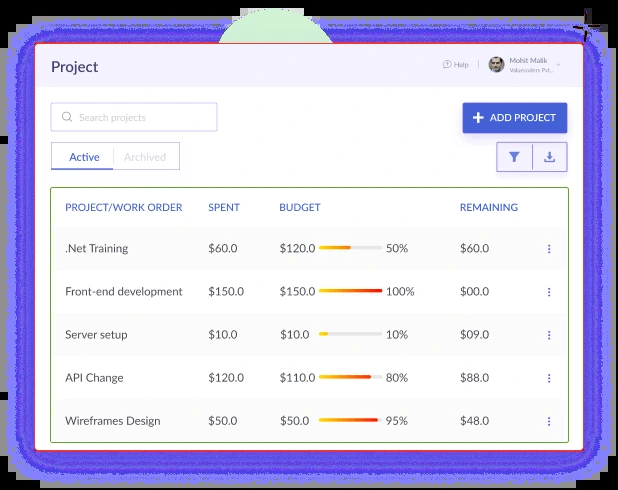 Project
Help
Mohit Malik
Valuecoders Pvt...
Search projects
ADD PROJECT
Active Archived
PROJECT/WORK ORDER SPENT BUDGET REMAINING
.Net Training $60.0 $120.0 50% $60.0
Front-end development $150.0 $150.0 100% $00.0
Server setup $10.0 $10.0 10% $09.0
API Change $120.0 $110.0 80% $88.0
Wireframes Design $50.0 $50.0 95% $48.0